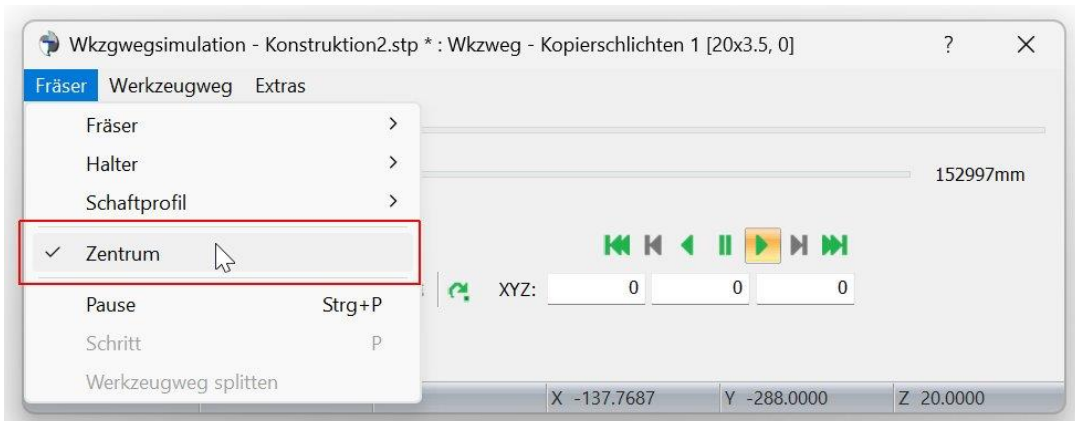 Wkzgwegsimulation - Konstruktion2.stp * : Wkzweg - Kopierschlichten 1 [20x3.5, 0]
Fräser Werkzeugweg Extras
Fräser
Halter
152997mm
Schaftprofil
Zentrum
Pause Strg+P
XYZ: 0 0 0
Schritt P
Werkzeugweg splitten
X -137.7687 Y -288.0000 Z 20.0000